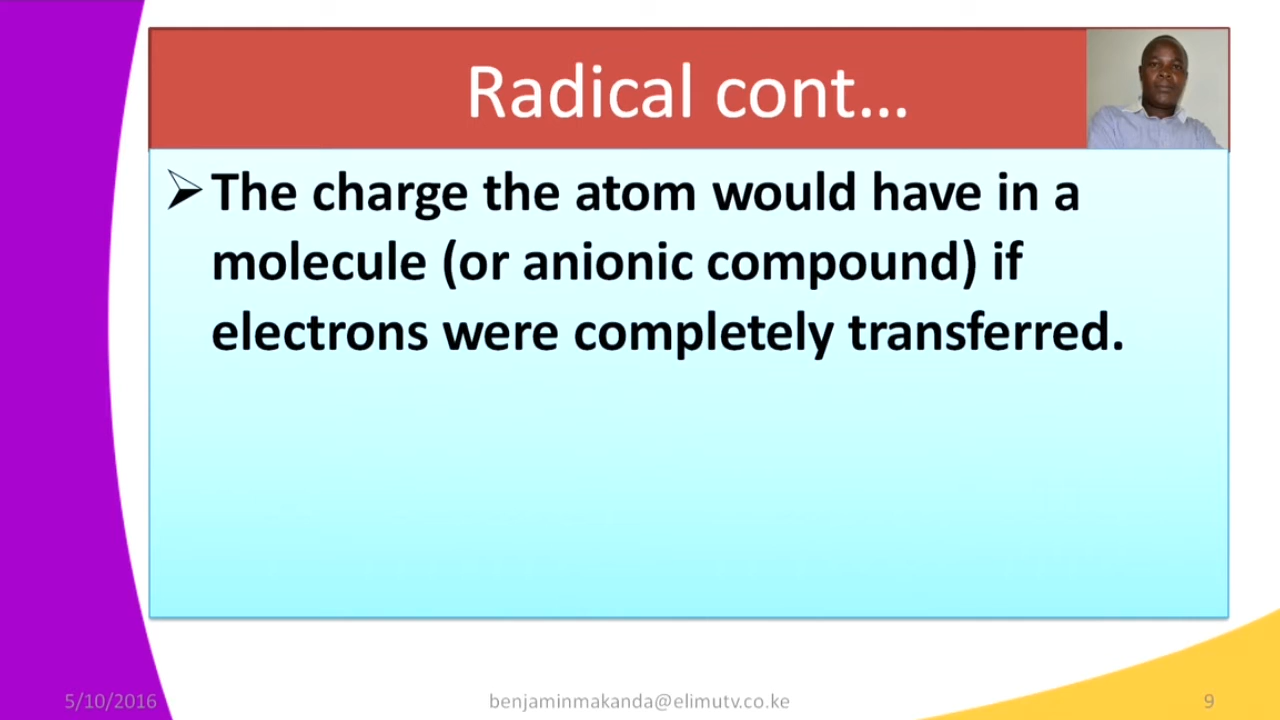 Radical cont...
The charge the atom would have in a
molecule (or anionic compound) if
electrons were completely transferred.
5/10/2016
benjaminmakanda@elimutv.co.ke
9